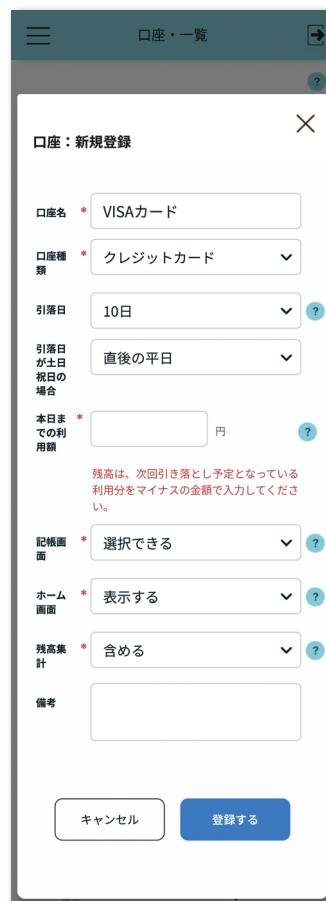 口座・一覧
?
口座：新規登録
口座名 * VISAカード
口座種
類
* クレジットカード
引落日 10日 ?
引落日
が土日
祝日の
場合
直後の平日
本日ま
での利
用額
* 円 ?
残高は、次回引き落とし予定となっている
利用分をマイナスの金額で入力してくださ
い。
記帳画
面
* 選択できる ?
ホーム
画面
* 表示する ?
残高集
計
* 含める ?
備考
キャンセル 登録する